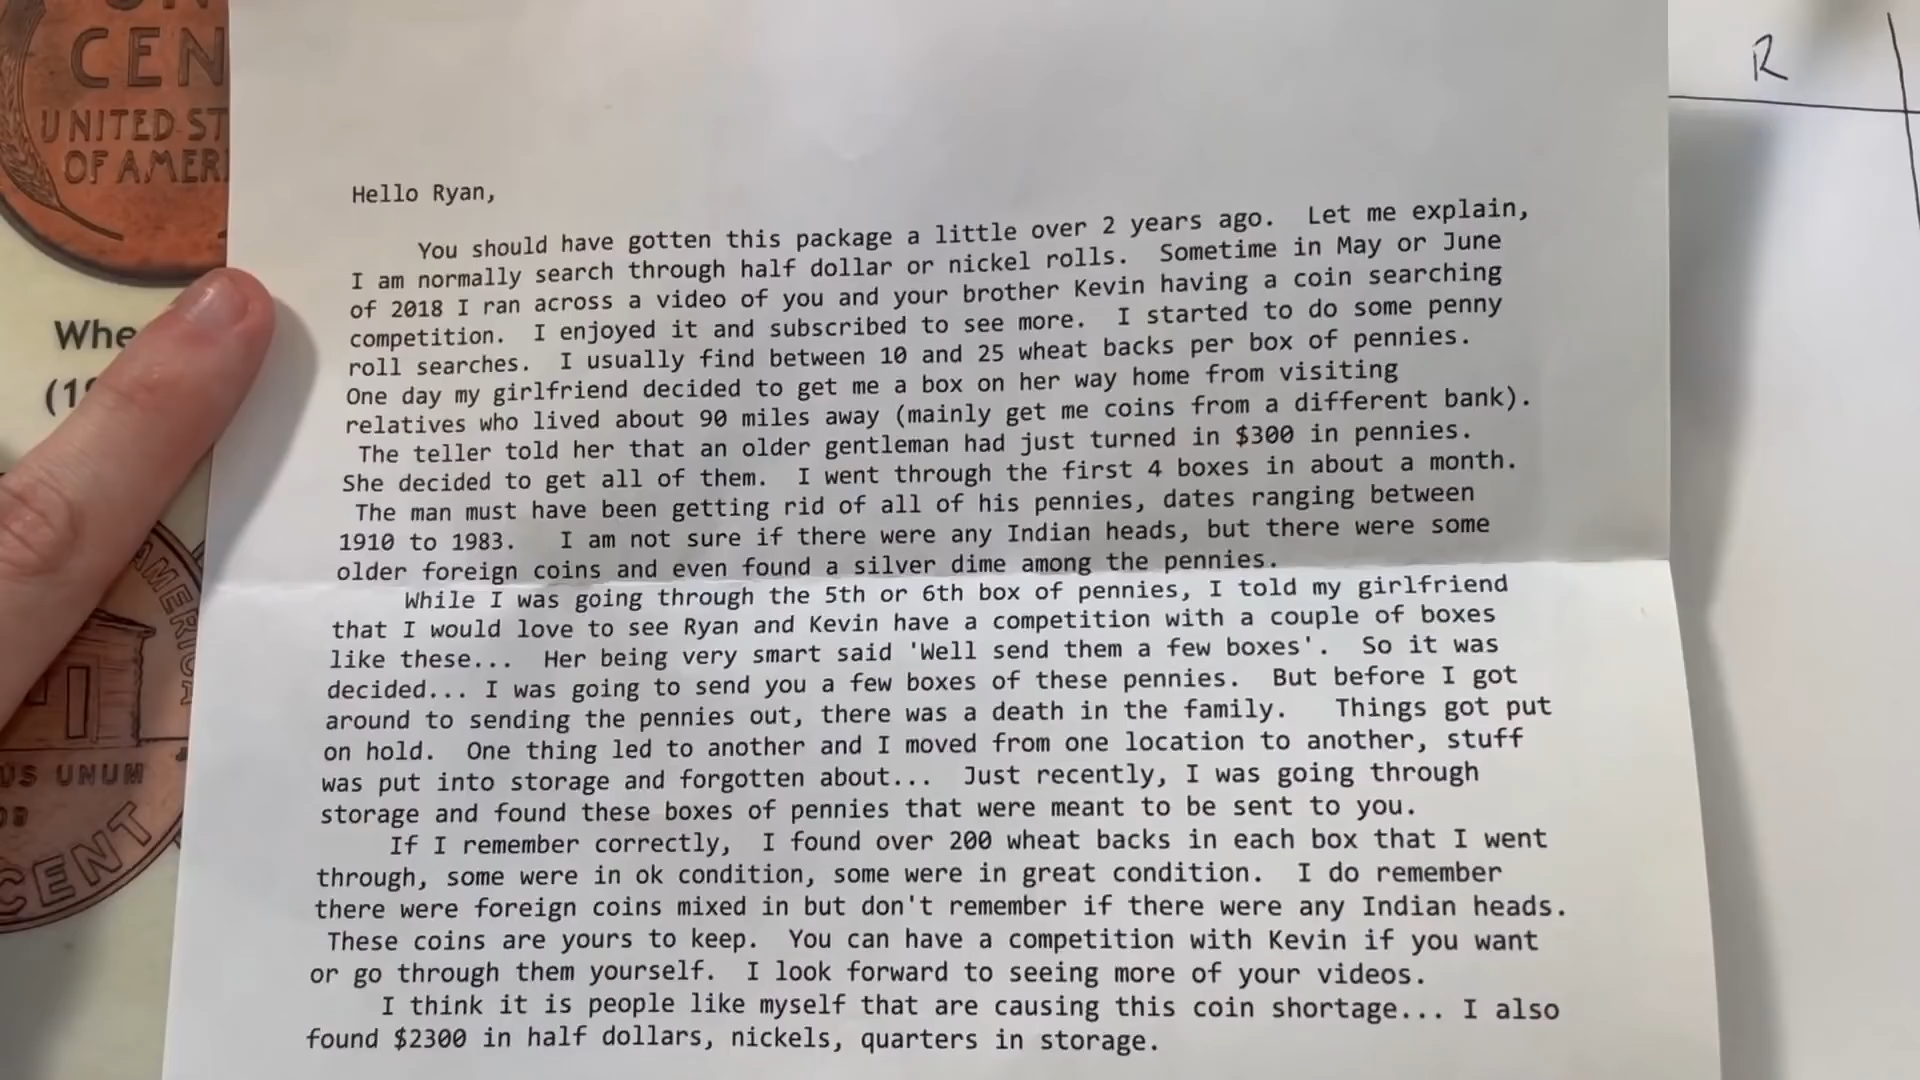 CEN
UNITED ST
OF AMER
Whe
(19
AMERICA
US UNUM
CENT
R
Hello Ryan,
You should have gotten this package a little over 2 years ago. Let me explain,
I am normally search through half dollar or nickel rolls. Sometime in May or June
of 2018 I ran across a video of you and your brother Kevin having a coin searching
competition. I enjoyed it and subscribed to see more. I started to do some penny
roll searches. I usually find between 10 and 25 wheat backs per box of pennies.
One day my girlfriend decided to get me a box on her way home from visiting
relatives who lived about 90 miles away (mainly get me coins from a different bank).
The teller told her that an older gentleman had just turned in $300 in pennies.
She decided to get all of them. I went through the first 4 boxes in about a month.
The man must have been getting rid of all of his pennies, dates ranging between
1910 to 1983. I am not sure if there were any Indian heads, but there were some
older foreign coins and even found a silver dime among the pennies.
While I was going through the 5th or 6th box of pennies, I told my girlfriend
that I would love to see Ryan and Kevin have a competition with a couple of boxes
like these... Her being very smart said 'Well send them a few boxes'. So it was
decided... I was going to send you a few boxes of these pennies. But before I got
around to sending the pennies out, there was a death in the family. Things got put
on hold. One thing led to another and I moved from one location to another, stuff
was put into storage and forgotten about... Just recently, I was going through
storage and found these boxes of pennies that were meant to be sent to you.
If I remember correctly, I found over 200 wheat backs in each box that I went
through, some were in ok condition, some were in great condition. I do remember
there were foreign coins mixed in but don't remember if there were any Indian heads.
These coins are yours to keep. You can have a competition with Kevin if you want
or go through them yourself. I look forward to seeing more of your videos.
I think it is people like myself that are causing this coin shortage... I also
found $2300 in half dollars, nickels, quarters in storage.